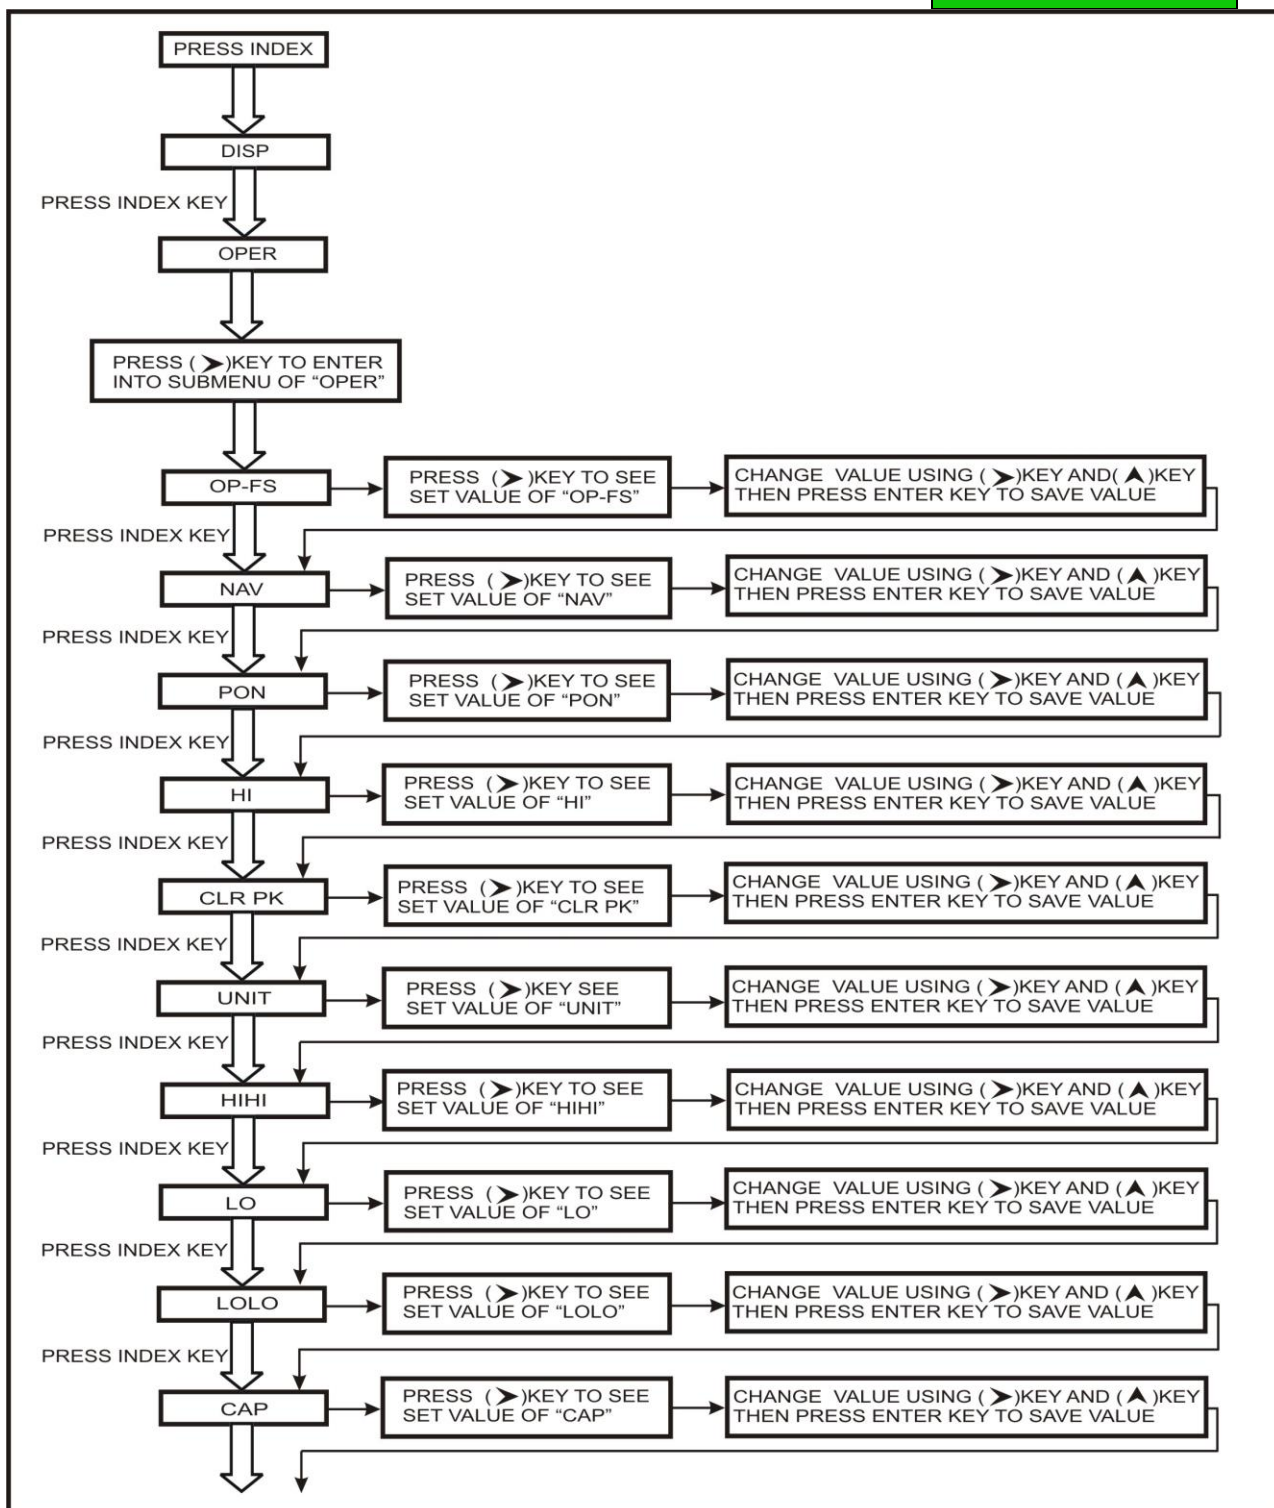 PRESS INDEX
DISP
PRESS INDEX KEY
OPER
PRESS (➤)KEY TO ENTER
INTO SUBMENU OF “OPER”
OP-FS
PRESS (➤)KEY TO SEE
SET VALUE OF “OP-FS”
CHANGE VALUE USING (➤)KEY AND(▲)KEY
THEN PRESS ENTER KEY TO SAVE VALUE
PRESS INDEX KEY
NAV
PRESS (➤)KEY TO SEE
SET VALUE OF “NAV”
CHANGE VALUE USING (➤)KEY AND (▲)KEY
THEN PRESS ENTER KEY TO SAVE VALUE
PRESS INDEX KEY
PON
PRESS (➤)KEY TO SEE
SET VALUE OF “PON”
CHANGE VALUE USING (➤)KEY AND (▲)KEY
THEN PRESS ENTER KEY TO SAVE VALUE
PRESS INDEX KEY
HI
PRESS (➤)KEY TO SEE
SET VALUE OF “HI”
CHANGE VALUE USING (➤)KEY AND (▲)KEY
THEN PRESS ENTER KEY TO SAVE VALUE
PRESS INDEX KEY
CLR PK
PRESS (➤)KEY TO SEE
SET VALUE OF “CLR PK”
CHANGE VALUE USING (➤)KEY AND (▲)KEY
THEN PRESS ENTER KEY TO SAVE VALUE
PRESS INDEX KEY
UNIT
PRESS (➤)KEY SEE
SET VALUE OF “UNIT”
CHANGE VALUE USING (➤)KEY AND (▲)KEY
THEN PRESS ENTER KEY TO SAVE VALUE
PRESS INDEX KEY
HIHI
PRESS (➤)KEY TO SEE
SET VALUE OF “HIHI”
CHANGE VALUE USING (➤)KEY AND (▲)KEY
THEN PRESS ENTER KEY TO SAVE VALUE
PRESS INDEX KEY
LO
PRESS (➤)KEY TO SEE
SET VALUE OF “LO”
CHANGE VALUE USING (➤)KEY AND (▲)KEY
THEN PRESS ENTER KEY TO SAVE VALUE
PRESS INDEX KEY
LOLO
PRESS (➤)KEY TO SEE
SET VALUE OF “LOLO”
CHANGE VALUE USING (➤)KEY AND (▲)KEY
THEN PRESS ENTER KEY TO SAVE VALUE
PRESS INDEX KEY
CAP
PRESS (➤)KEY TO SEE
SET VALUE OF “CAP”
CHANGE VALUE USING (➤)KEY AND (▲)KEY
THEN PRESS ENTER KEY TO SAVE VALUE